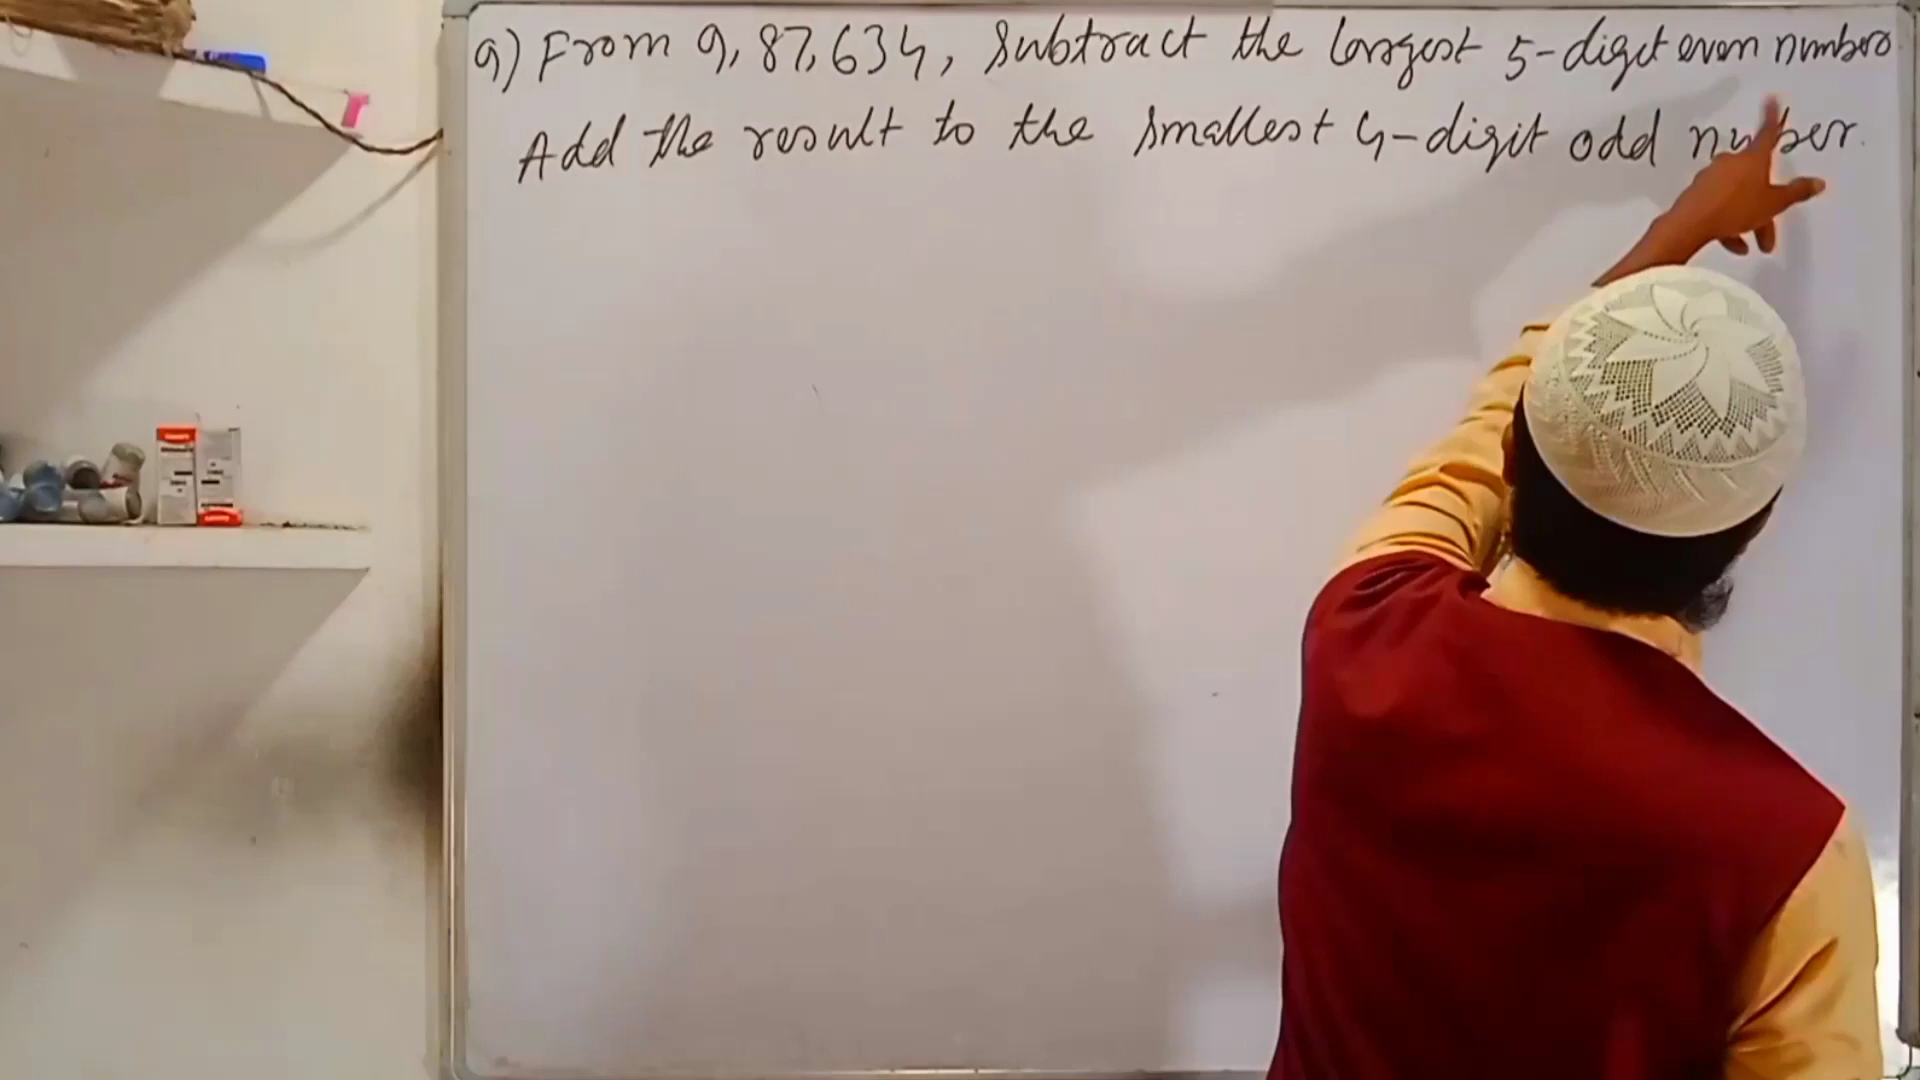 9) From 9,87,634, Subtract the largest 5-digit even number
Add the result to the smallest 4-digit odd number.